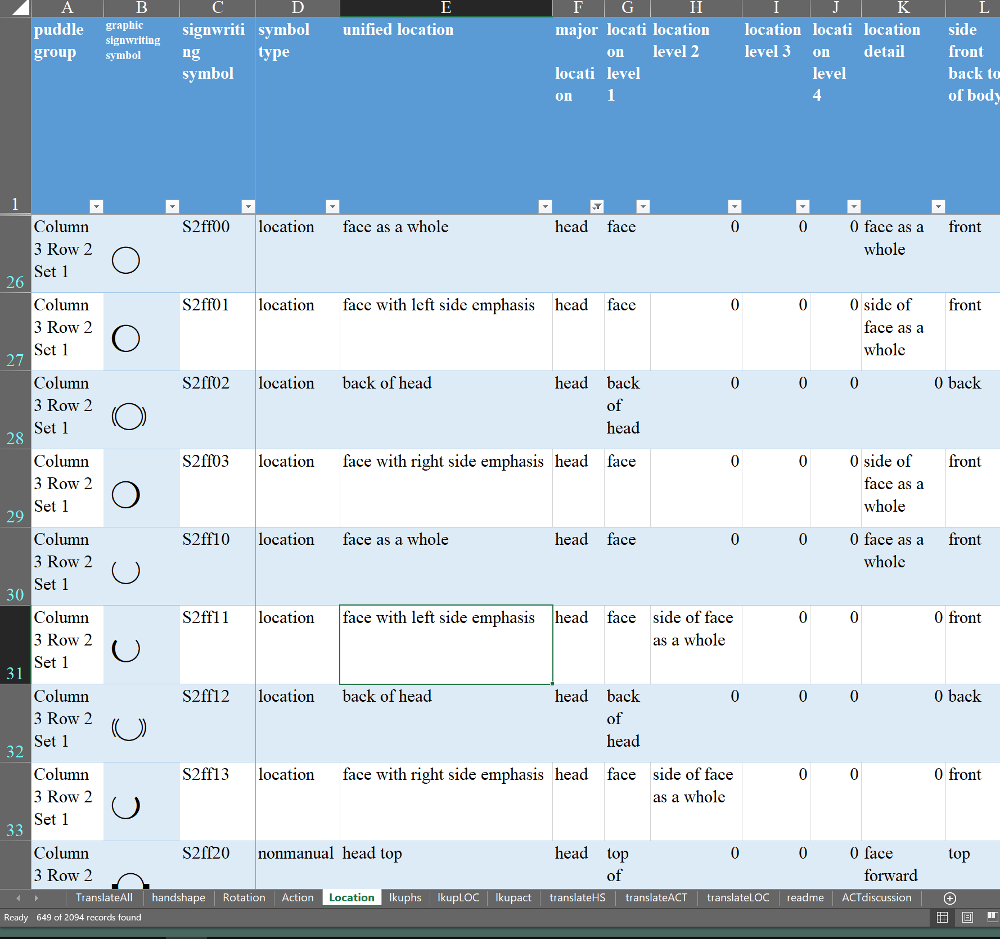 A B C D E F G H I J K L
1
puddle group
graphic signwriting symbol
signwriti ng symbol
symbol type
unified location
major locati on
locati on level 1
location level 2
location level 3
locati on level 4
location detail
side front back to of body
26 Column 3 Row 2 Set 1 S2ff00 location face as a whole head face 0 0 0 face as a whole front
27 Column 3 Row 2 Set 1 S2ff01 location face with left side emphasis head face 0 0 0 side of face as a whole front
28 Column 3 Row 2 Set 1 S2ff02 location back of head head back of head 0 0 0 0 back
29 Column 3 Row 2 Set 1 S2ff03 location face with right side emphasis head face 0 0 0 side of face as a whole front
30 Column 3 Row 2 Set 1 S2ff10 location face as a whole head face 0 0 0 face as a whole front
31 Column 3 Row 2 Set 1 S2ff11 location face with left side emphasis head face side of face as a whole 0 0 0 front
32 Column 3 Row 2 Set 1 S2ff12 location back of head head back of head 0 0 0 0 back
33 Column 3 Row 2 Set 1 S2ff13 location face with right side emphasis head face side of face as a whole 0 0 0 front
Column 3 Row 2 S2ff20 nonmanual head top head top of 0 0 0 face forward top
TranslateAll handshape Rotation Action Location lkuphs lkupLOC lkupact translateHS translateACT translateLOC readme ACTdiscussion
Ready 649 of 2094 records found